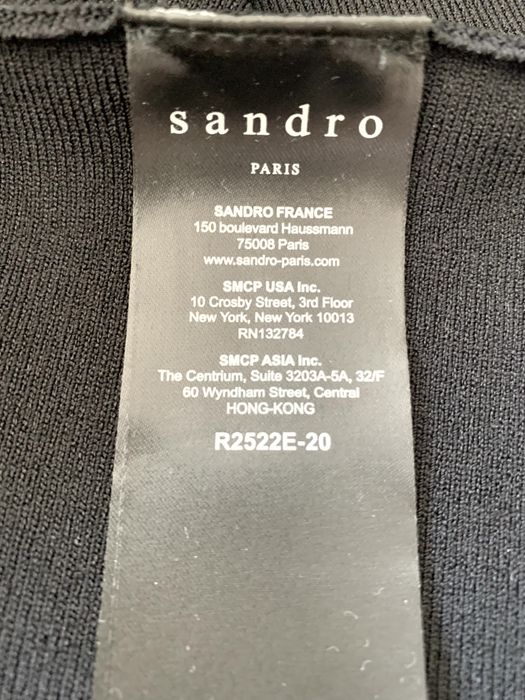 sandro
PARIS
SANDRO FRANCE
150 boulevard Haussmann
75008 Paris
www.sandro-paris.com
SMCP USA Inc.
10 Crosby Street, 3rd Floor
New York, New York 10013
RN132784
SMCP ASIA Inc.
The Centrium, Suite 3203A-5A, 32/F
60 Wyndham Street, Central
HONG-KONG
R2522E-20